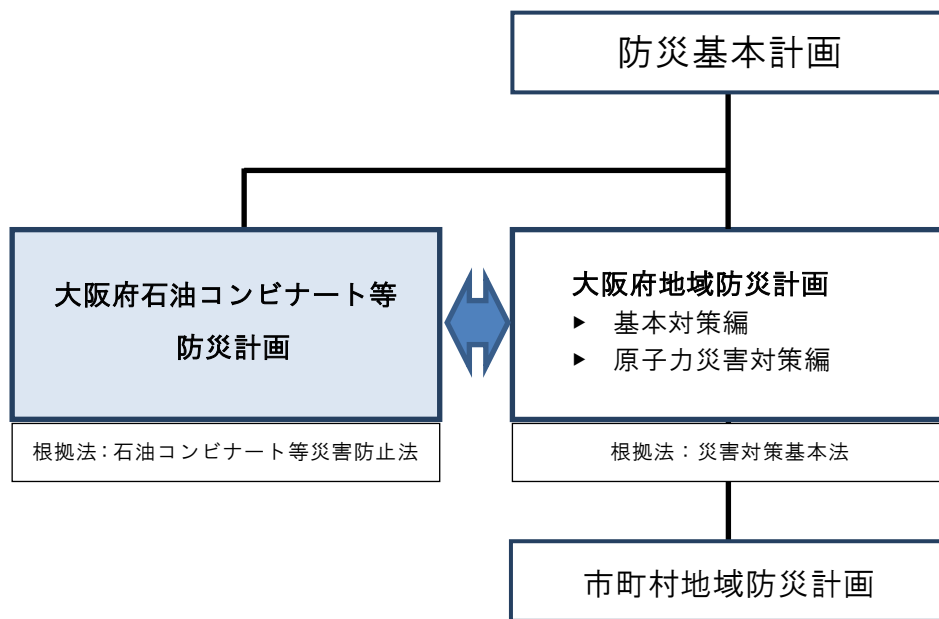 防災基本計画
大阪府石油コンビナート等
防災計画
根拠法：石油コンビナート等災害防止法
大阪府地域防災計画
▶ 基本対策編
▶ 原子力災害対策編
根拠法：災害対策基本法
市町村地域防災計画